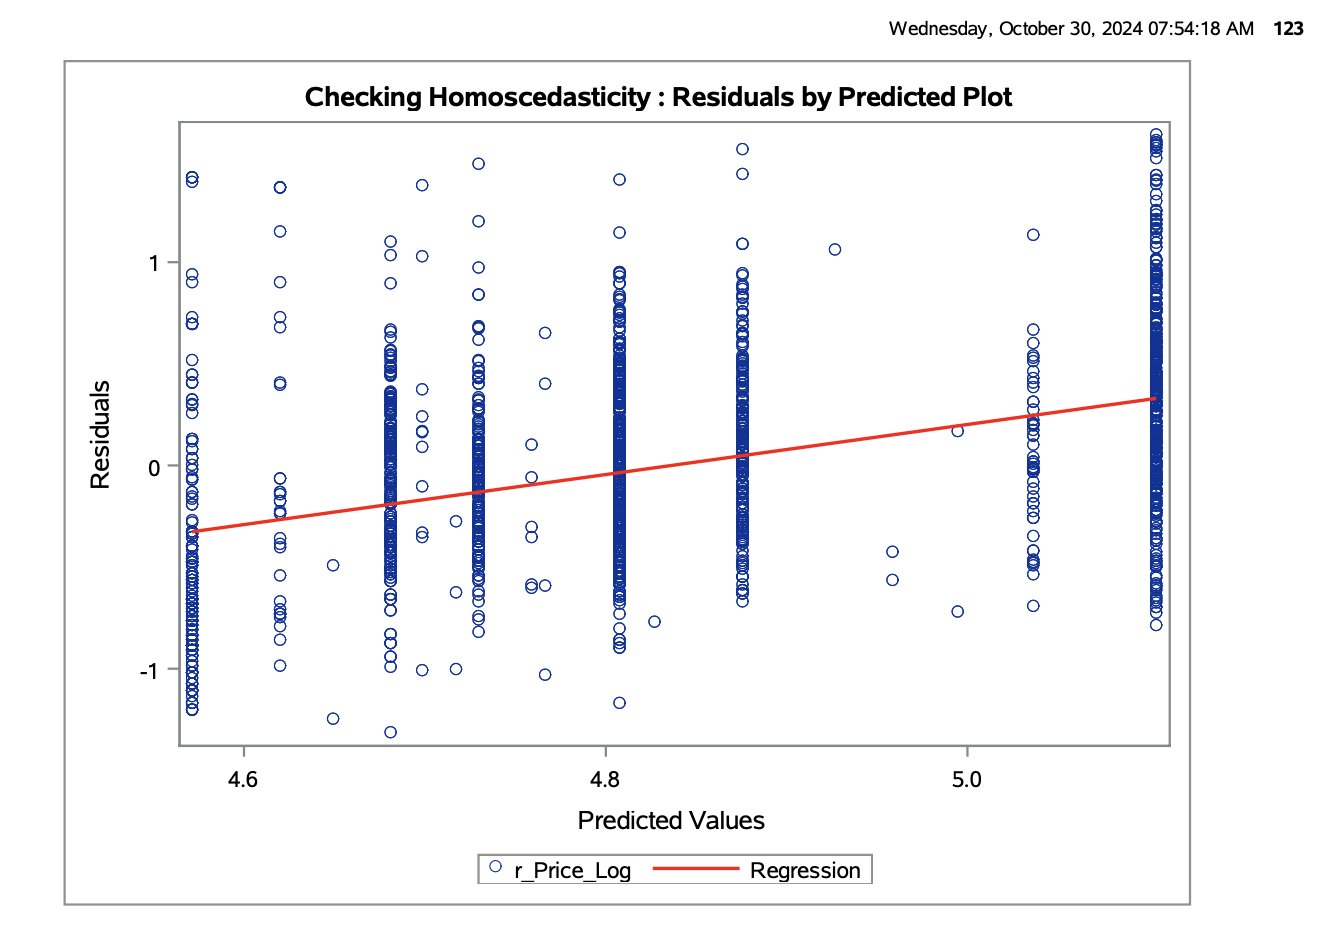 Wednesday, October 30, 2024 07:54:18 AM 123
Checking Homoscedasticity : Residuals by Predicted Plot
1
0
-1
Residuals
4.6 4.8 5.0
Predicted Values
r_Price_Log Regression